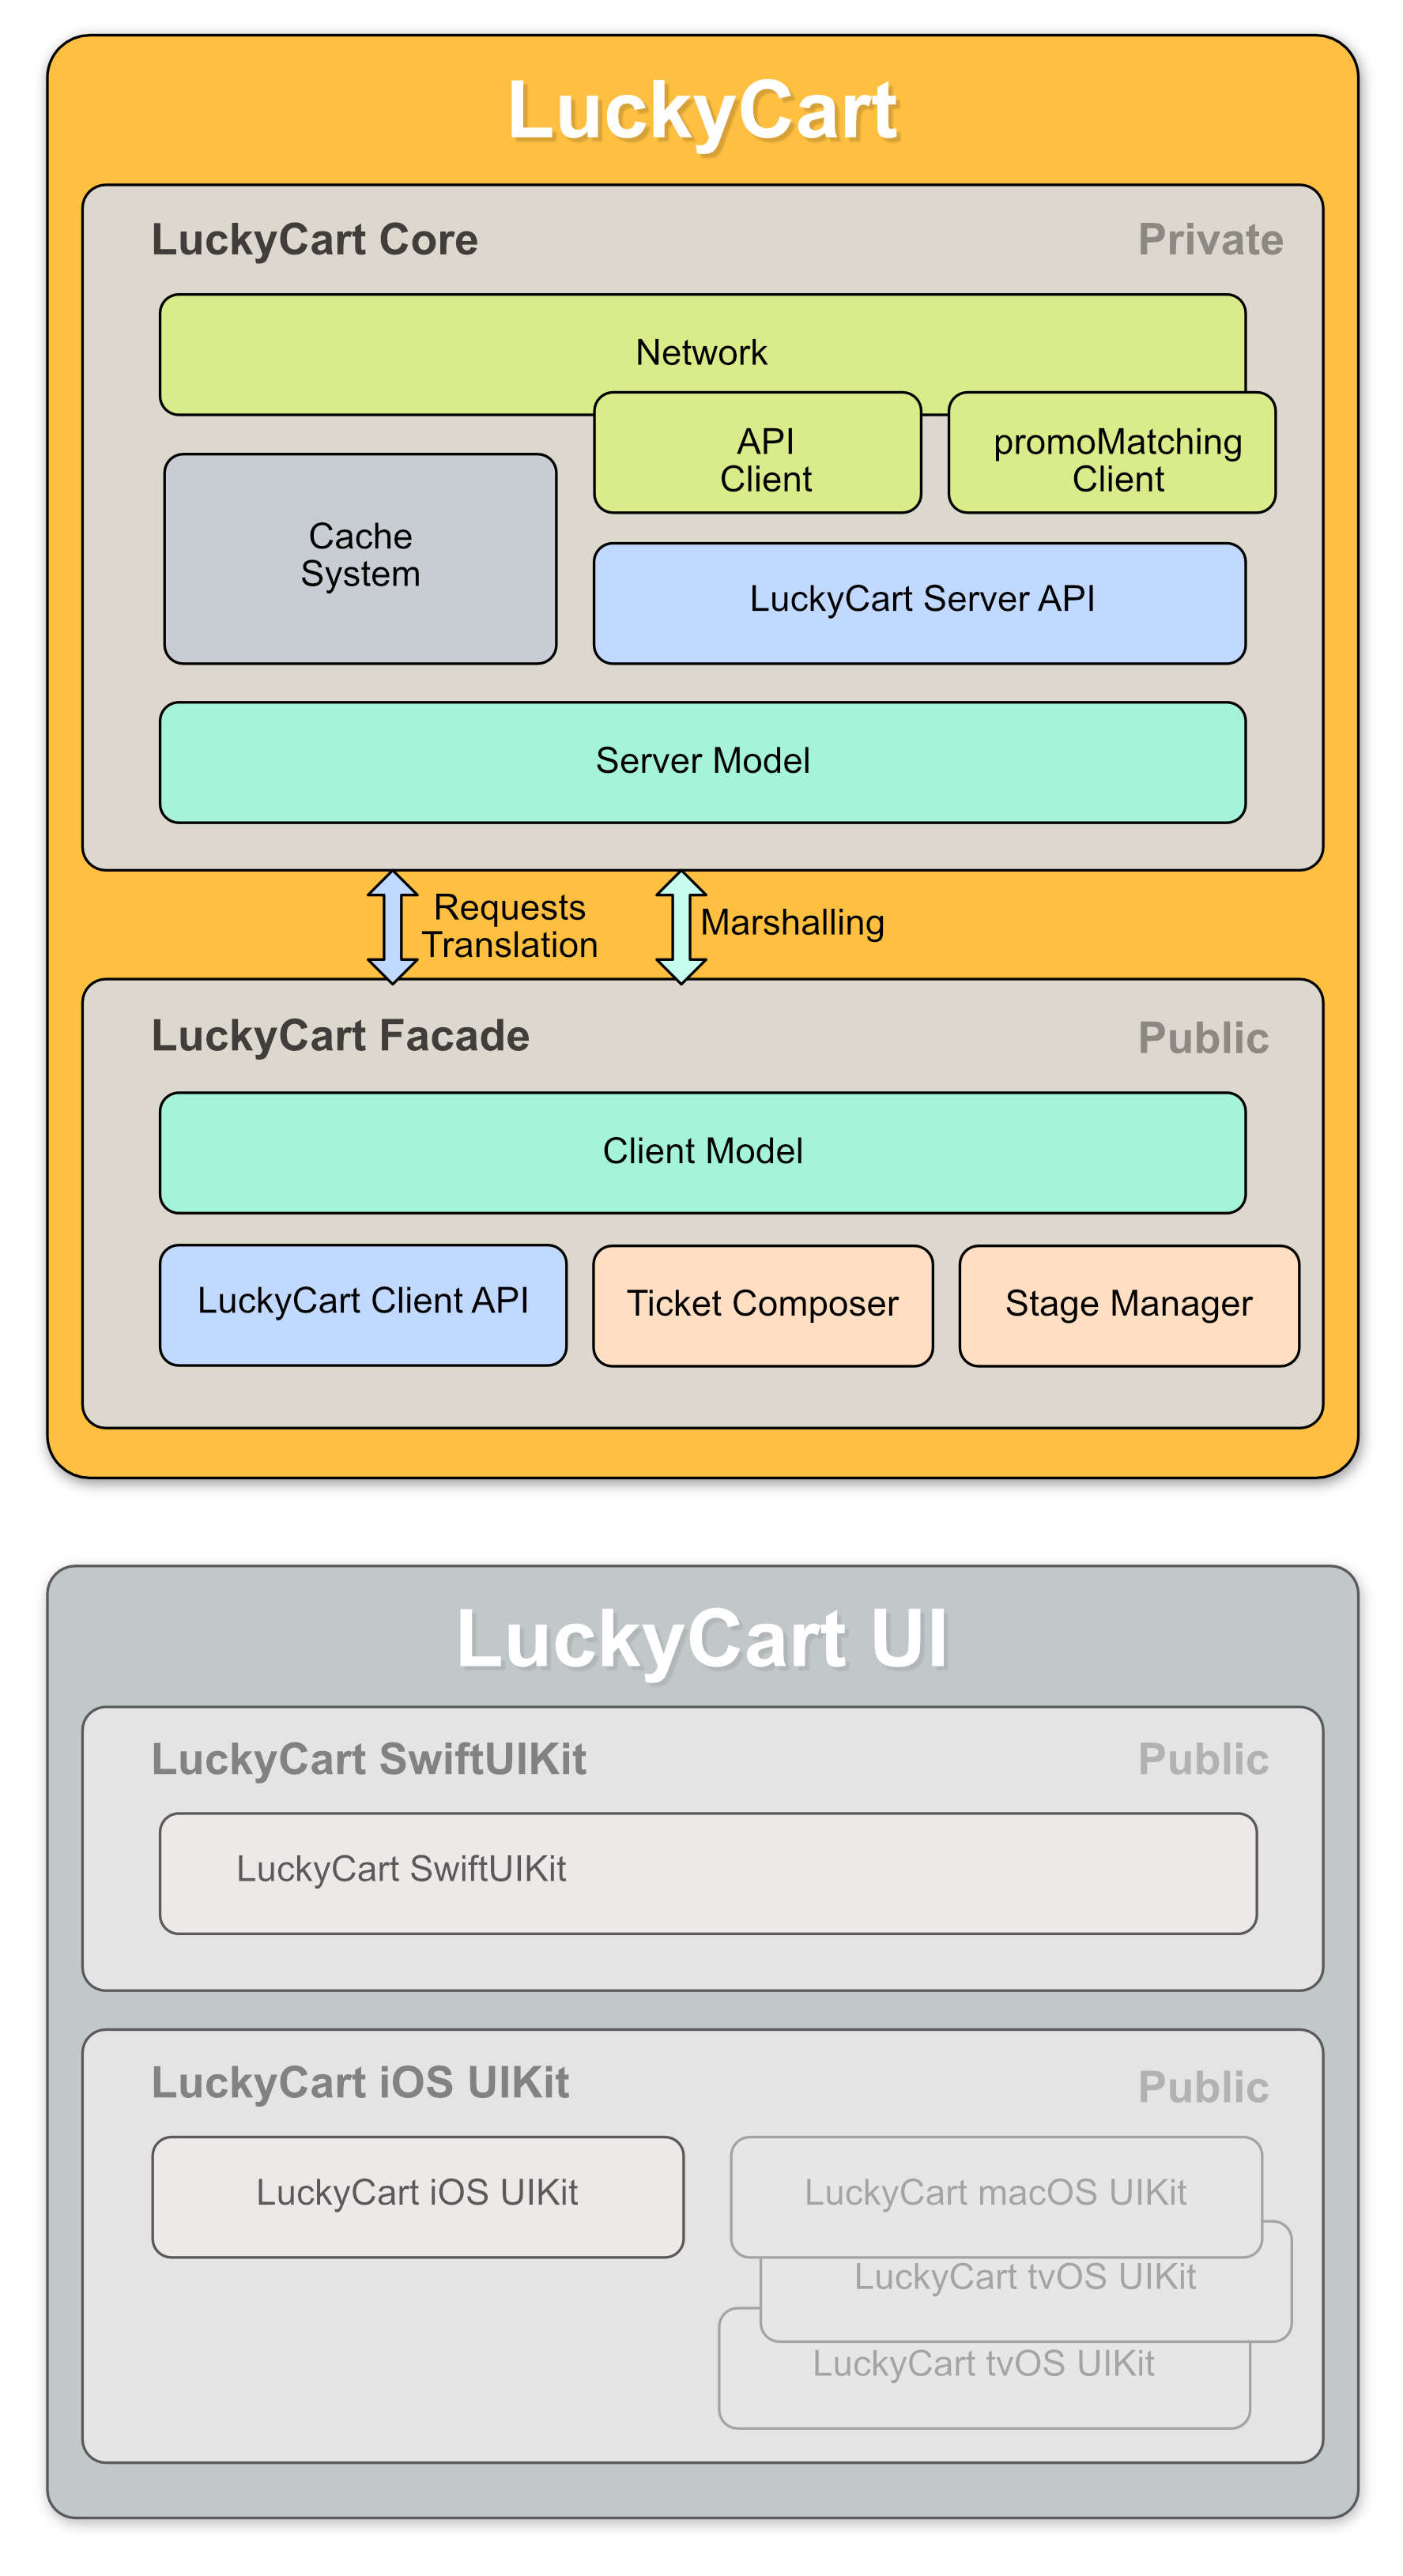 LuckyCart
LuckyCart Core
Private
Network
API
Client
promoMatching
Client
Cache
System
LuckyCart Server API
Server Model
Requests
Translation
Marshalling
LuckyCart Facade
Public
Client Model
LuckyCart Client API
Ticket Composer
Stage Manager
LuckyCart UI
LuckyCart SwiftUIKit
Public
LuckyCart SwiftUIKit
LuckyCart iOS UIKit
Public
LuckyCart iOS UIKit
LuckyCart macOS UIKit
LuckyCart tvOS UIKit
LuckyCart tvOS UIKit